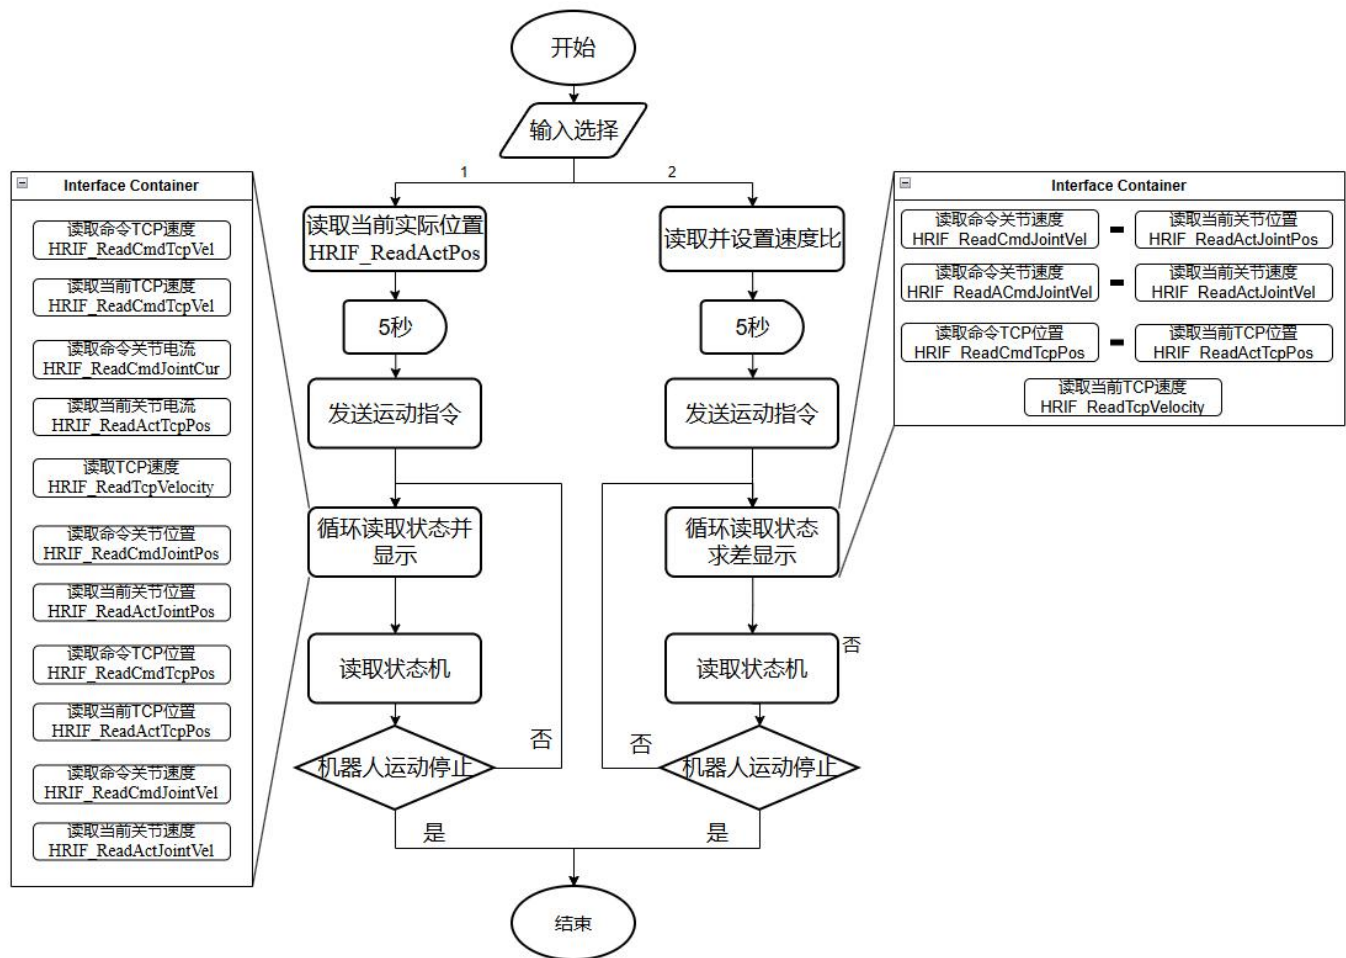 开始
输入选择
1
2
Interface Container
读取命令TCP速度
HRIF_ReadCmdTcpVel
读取当前TCP速度
HRIF_ReadCmdTcpVel
读取命令关节电流
HRIF_ReadCmdJointCur
读取当前关节电流
HRIF_ReadActTcpPos
读取TCP速度
HRIF_ReadTcpVelocity
读取命令关节位置
HRIF_ReadCmdJointPos
读取当前关节位置
HRIF_ReadActJointPos
读取命令TCP位置
HRIF_ReadCmdTcpPos
读取当前TCP位置
HRIF_ReadActTcpPos
读取命令关节速度
HRIF_ReadCmdJointVel
读取当前关节速度
HRIF_ReadActJointVel
读取当前实际位置
HRIF_ReadActPos
5秒
发送运动指令
循环读取状态并
显示
读取状态机
机器人运动停止
否
是
读取并设置速度比
5秒
发送运动指令
循环读取状态
求差显示
读取状态机
否
机器人运动停止
否
是
结束
Interface Container
读取命令关节速度
HRIF_ReadCmdJointVel
-
读取当前关节位置
HRIF_ReadActJointPos
读取命令关节速度
HRIF_ReadACmdJointVel
-
读取当前关节速度
HRIF_ReadActJointVel
读取命令TCP位置
HRIF_ReadCmdTcpPos
-
读取当前TCP位置
HRIF_ReadActTcpPos
读取当前TCP速度
HRIF_ReadTcpVelocity